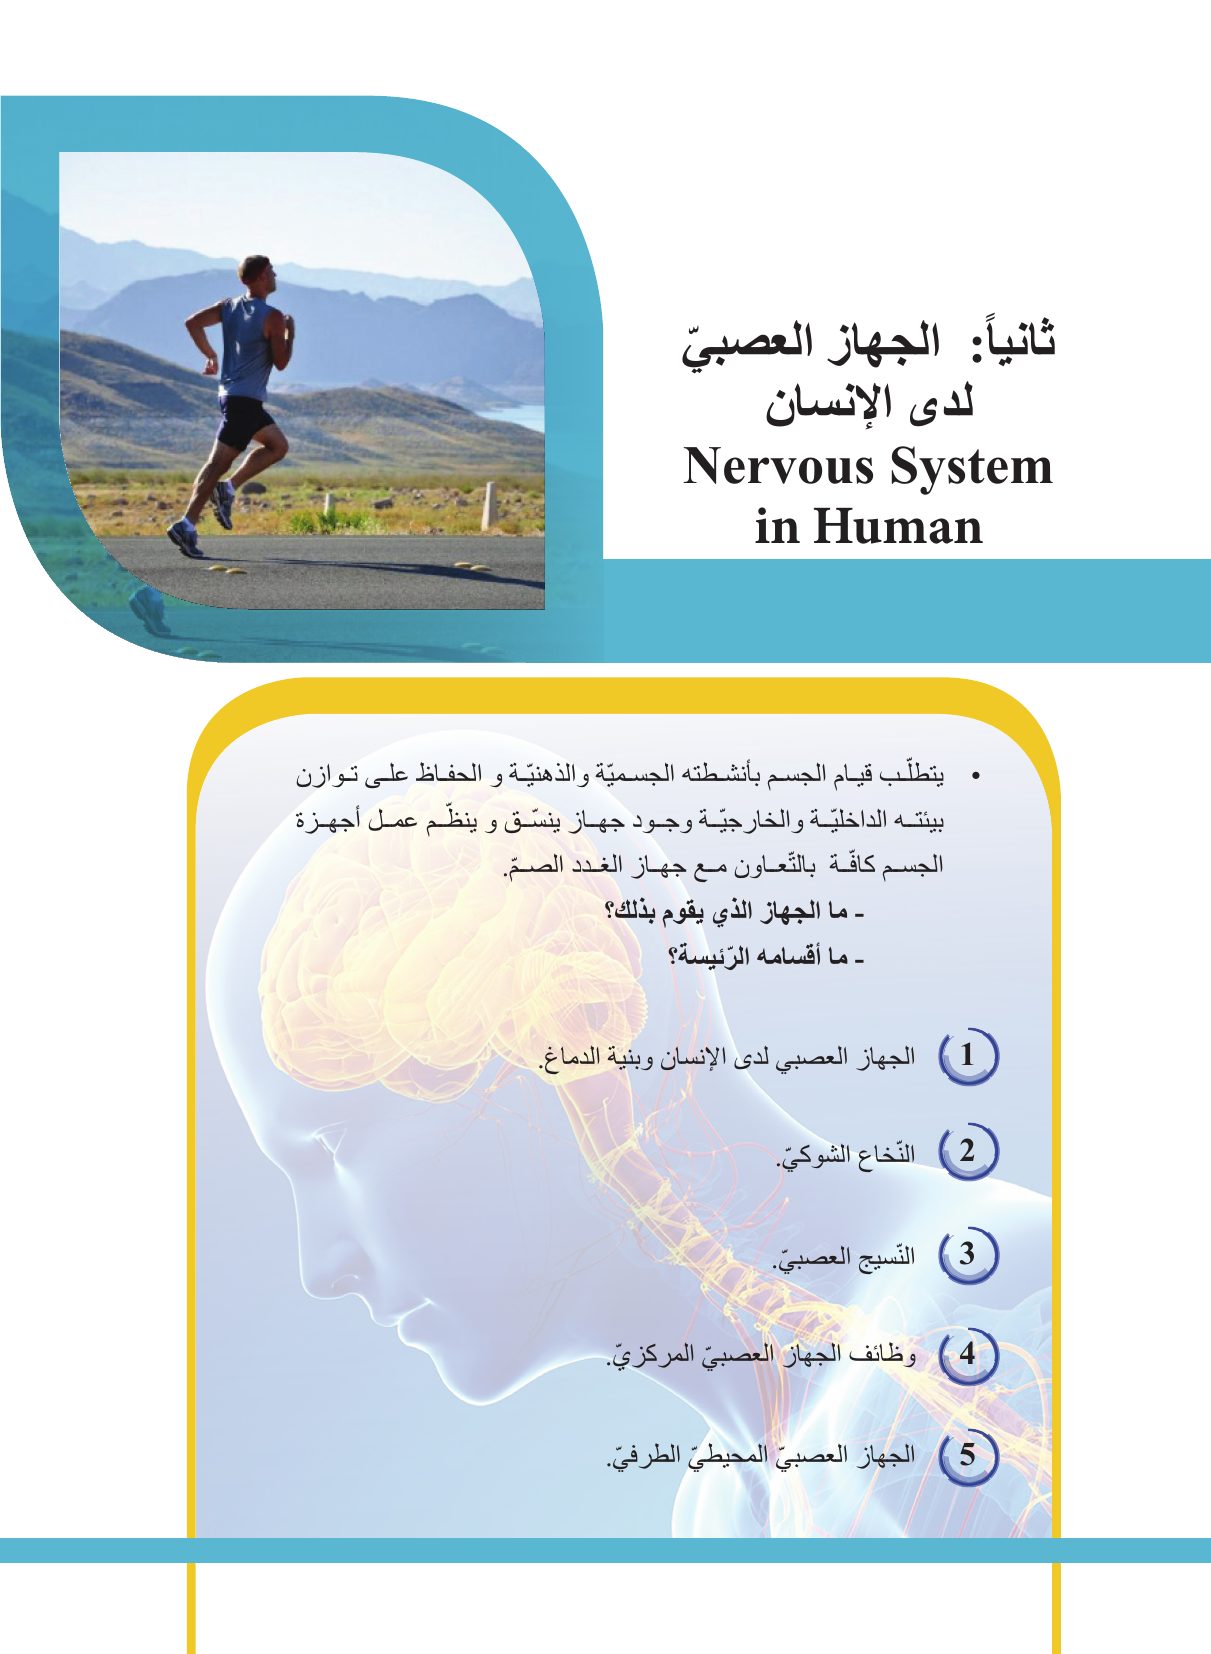 ثانياً: الجهاز العصبيّ
لدى الإنسان
Nervous System
in Human
• يتطلّب قيام الجسم بأنشطته الجسميّة والذهنيّة و الحفاظ على توازن
بيئته الداخليّة والخارجيّة وجود جهاز ينسّق و ينظّم عمل أجهزة
الجسم كافّة بالتّعاون مع جهاز الغدد الصمّ.
- ما الجهاز الذي يقوم بذلك؟
- ما أقسامه الرّئيسة؟
1 الجهاز العصبي لدى الإنسان وبنية الدماغ.
2 النّخاع الشوكيّ.
3 النّسيج العصبيّ.
4 وظائف الجهاز العصبيّ المركزيّ.
5 الجهاز العصبيّ المحيطيّ الطرفيّ.